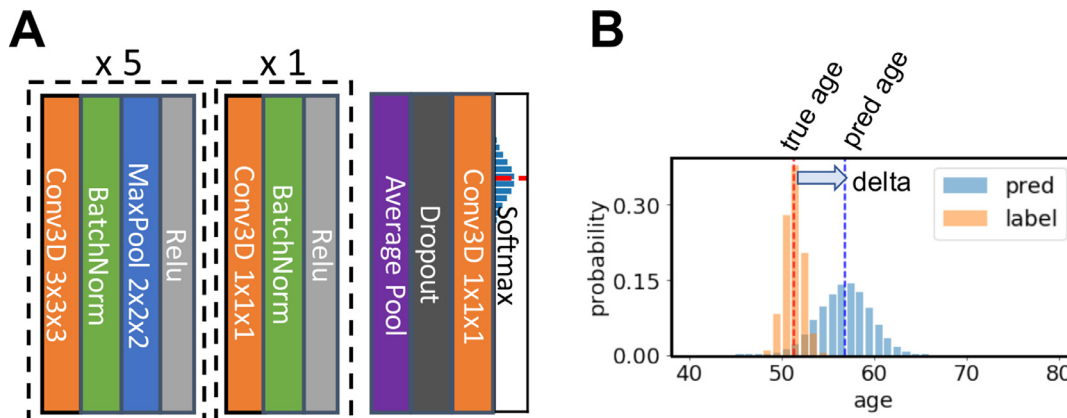 A
x 5
x 1
Conv3D 3x3x3
BatchNorm
MaxPool 2x2x2
Relu
Conv3D 1x1x1
BatchNorm
Relu
Average Pool
Dropout
Conv3D 1x1x1
Softmax
B
true age
pred age
delta
pred
label
probability
0.30
0.15
0.00
40
50
60
70
80
age